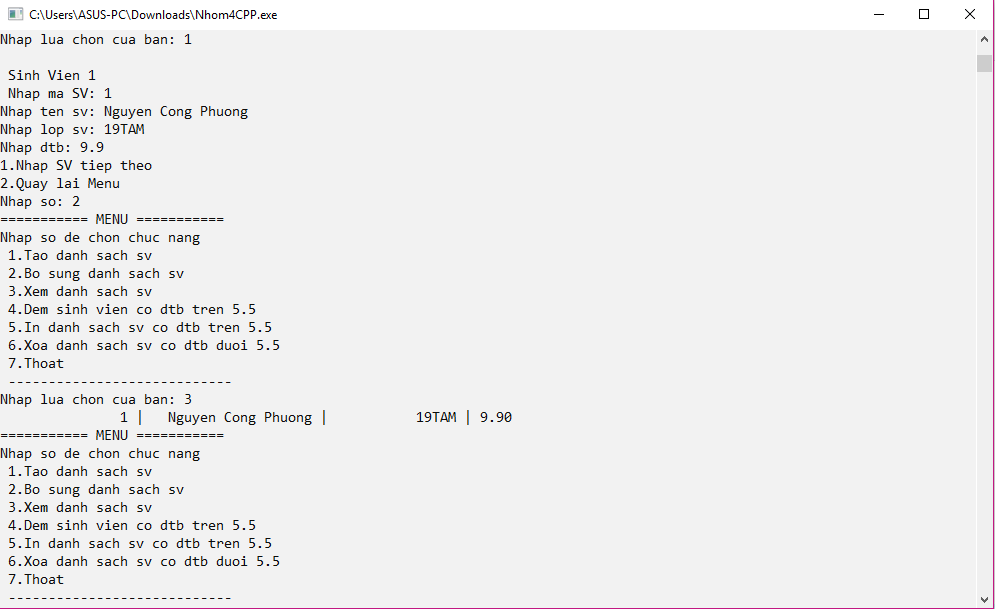 C:\Users\ASUS-PC\Downloads\Nhom4CPP.exe
Nhap lua chon cua ban: 1
Sinh Vien 1
Nhap ma SV: 1
Nhap ten sv: Nguyen Cong Phuong
Nhap lop sv: 19TAM
Nhap dtb: 9.9
1.Nhap SV tiep theo
2.Quay lai Menu
Nhap so: 2
=========== MENU ===========
Nhap so de chon chuc nang
1.Tao danh sach sv
2.Bo sung danh sach sv
3.Xem danh sach sv
4.Dem sinh vien co dtb tren 5.5
5.In danh sach sv co dtb tren 5.5
6.Xoa danh sach sv co dtb duoi 5.5
7.Thoat
----------------------------
Nhap lua chon cua ban: 3
1 |   Nguyen Cong Phuong |           19TAM | 9.90
=========== MENU ===========
Nhap so de chon chuc nang
1.Tao danh sach sv
2.Bo sung danh sach sv
3.Xem danh sach sv
4.Dem sinh vien co dtb tren 5.5
5.In danh sach sv co dtb tren 5.5
6.Xoa danh sach sv co dtb duoi 5.5
7.Thoat
----------------------------